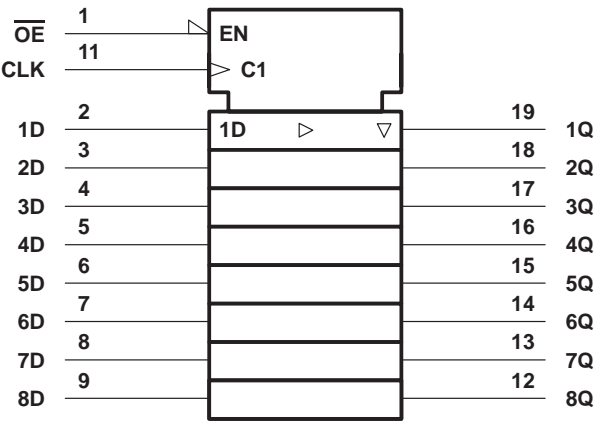 OE 1 EN
CLK 11 C1
1D 2 1D 19 1Q
2D 3 18 2Q
3D 4 17 3Q
4D 5 16 4Q
5D 6 15 5Q
6D 7 14 6Q
7D 8 13 7Q
8D 9 12 8Q